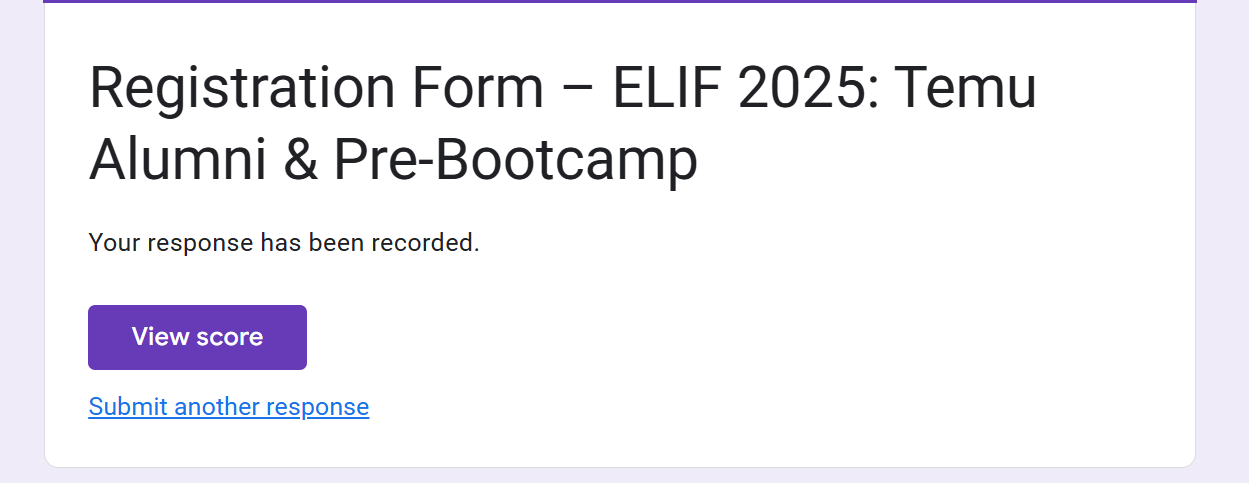 Registration Form – ELIF 2025: Temu
Alumni & Pre-Bootcamp
Your response has been recorded.
View score
Submit another response